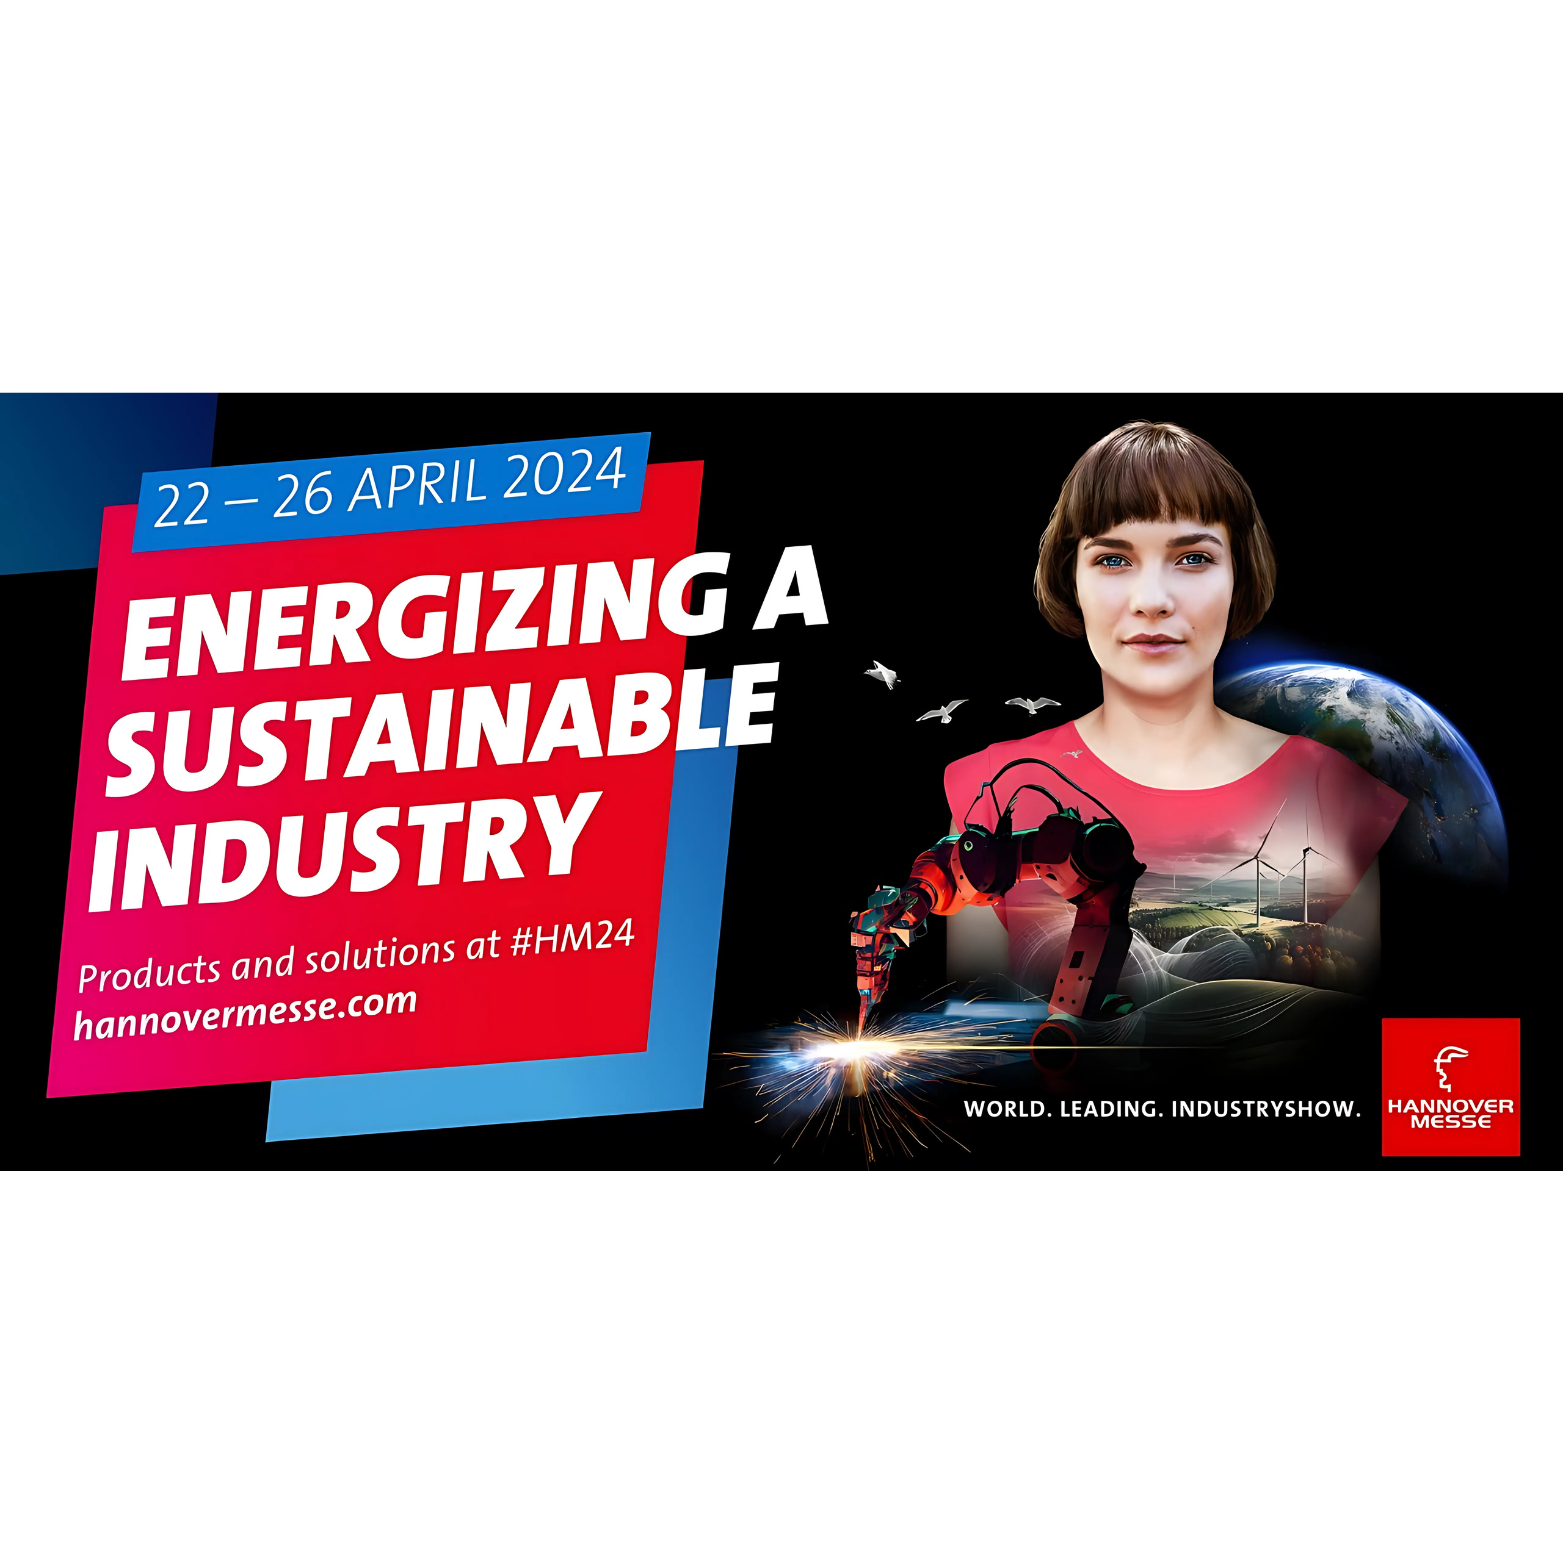 22 – 26 APRIL 2024
ENERGIZING A
SUSTAINABLE
INDUSTRY
Products and solutions at #HM24
hannovermesse.com
WORLD. LEADING. INDUSTRYSHOW.
HANNOVER
MESSE